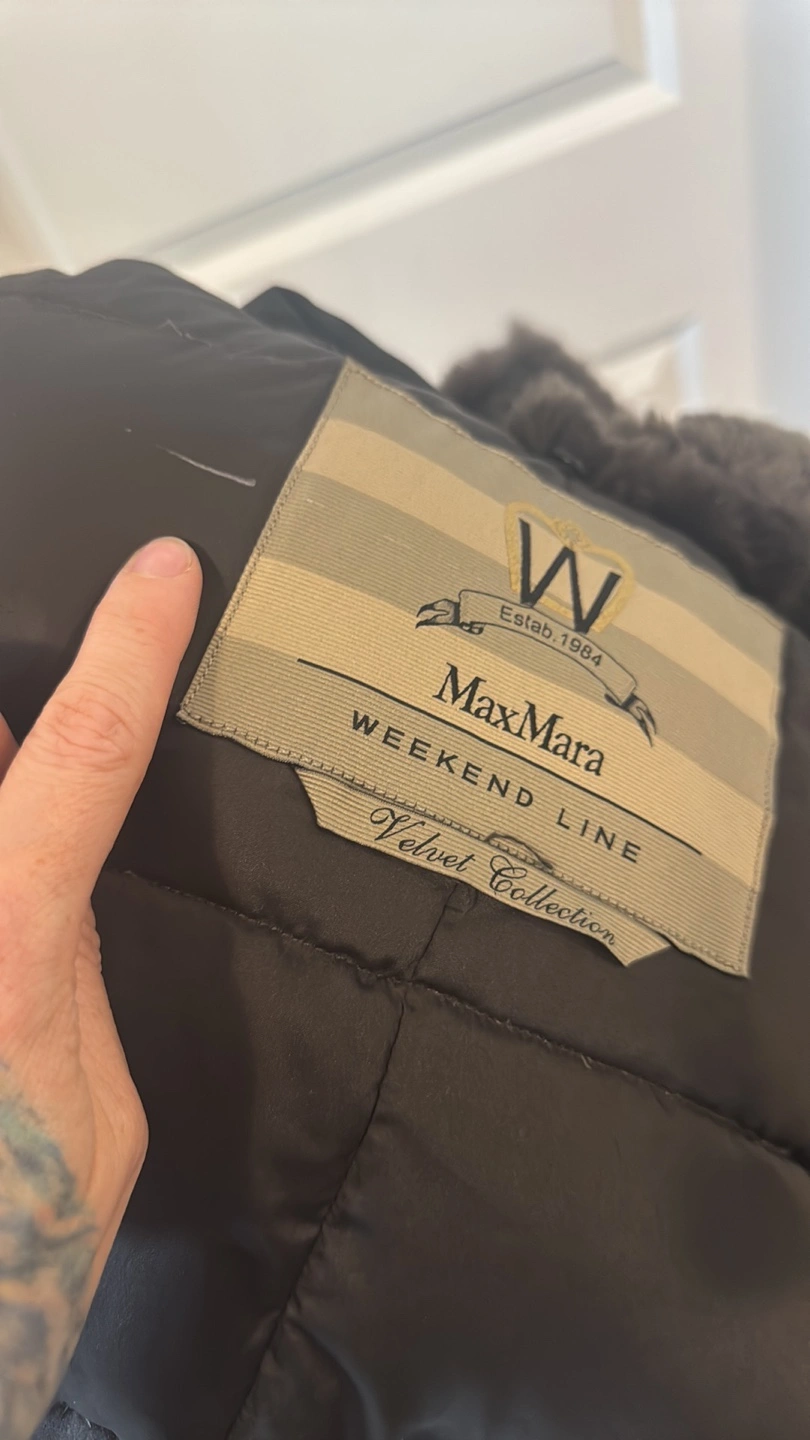 W
Estab.1984
MaxMara
WEEKEND LINE
Velvet Collection